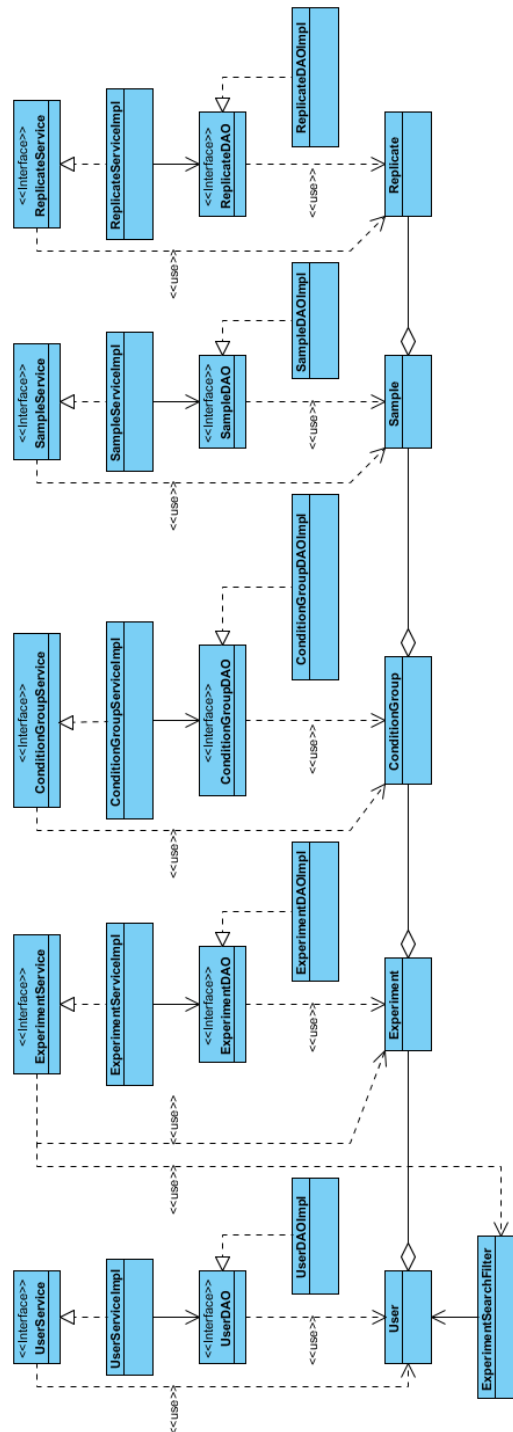 <<Interface>>
UserService
<<Interface>>
ExperimentService
<<Interface>>
ConditionGroupService
<<Interface>>
SampleService
<<Interface>>
ReplicateService
UserServiceImpl
ExperimentServiceImpl
ConditionGroupServiceImpl
SampleServiceImpl
ReplicateServiceImpl
<<use>>
<<use>>
<<use>>
<<use>>
<<use>>
<<use>>
<<Interface>>
UserDAO
<<Interface>>
ExperimentDAO
<<Interface>>
ConditionGroupDAO
<<Interface>>
SampleDAO
<<Interface>>
ReplicateDAO
UserDAOImpl
ExperimentDAOImpl
ConditionGroupDAOImpl
SampleDAOImpl
ReplicateDAOImpl
<<use>>
<<use>>
<<use>>
<<use>>
<<use>>
User
Experiment
ConditionGroup
Sample
Replicate
ExperimentSearchFilter